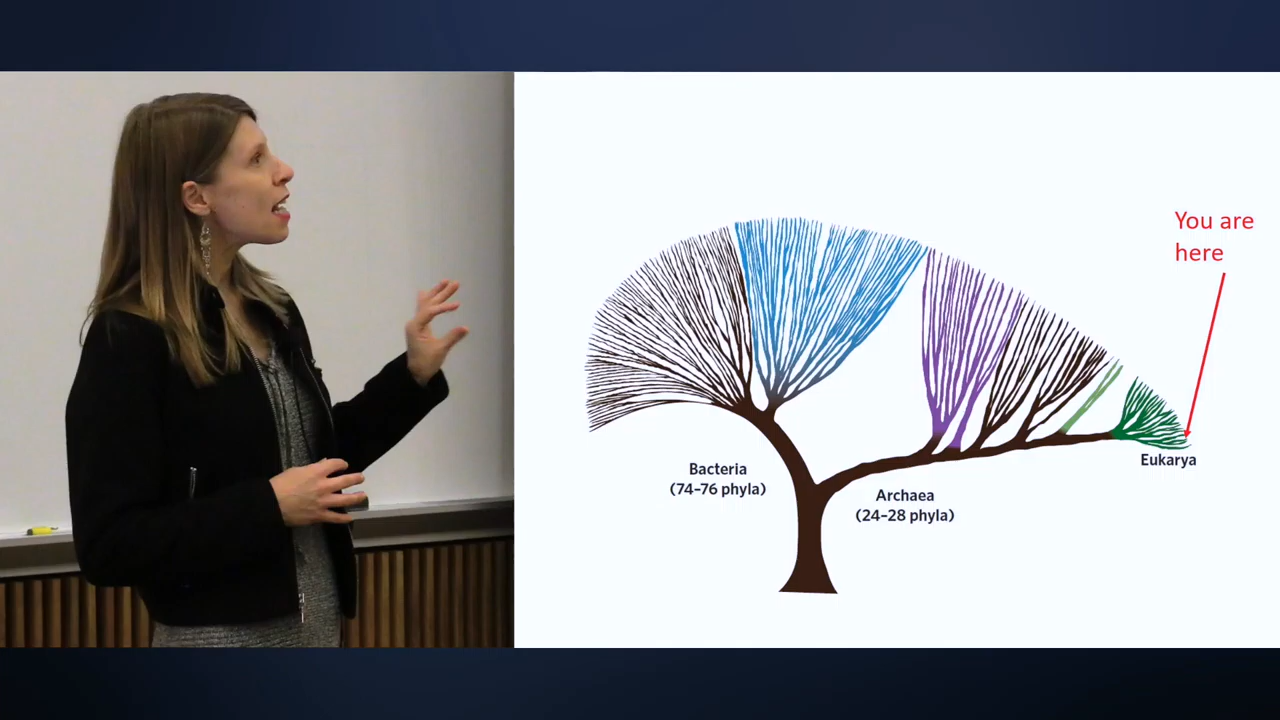 You are
here
Bacteria
(74–76 phyla)
Archaea
(24–28 phyla)
Eukarya